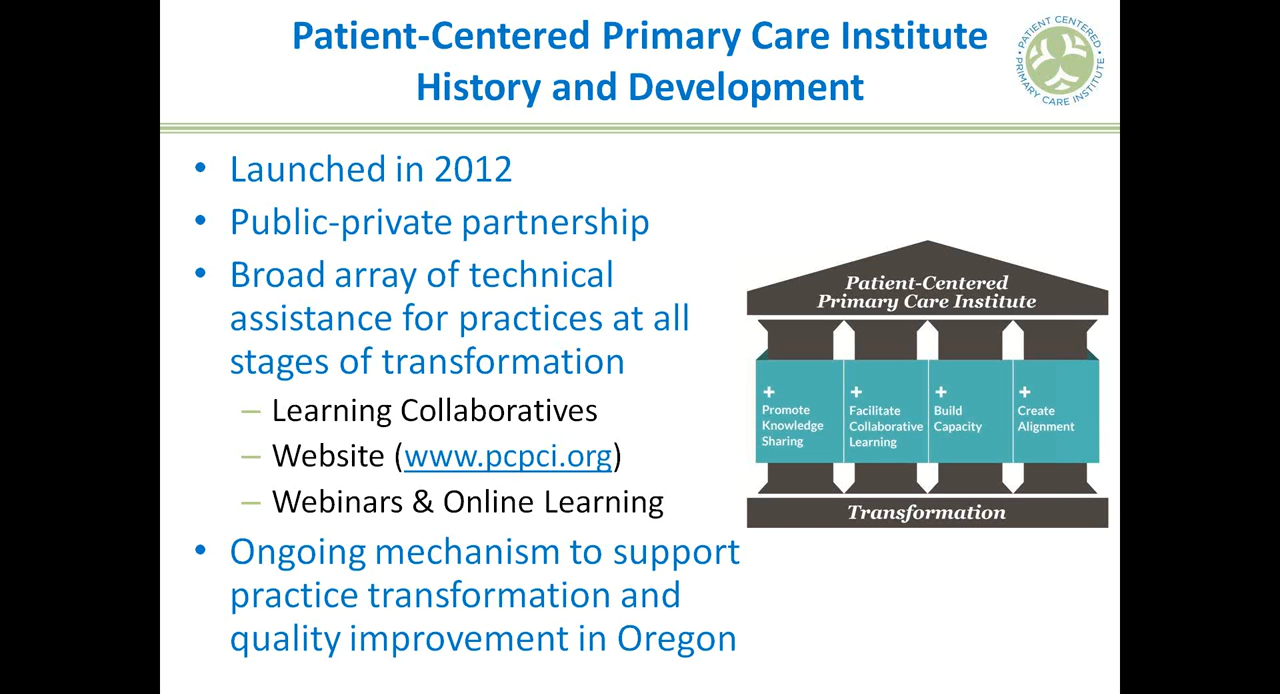 Patient-Centered Primary Care Institute
History and Development
PATIENT CENTERED
• PRIMARY CARE INSTITUTE •
• Launched in 2012
• Public-private partnership
• Broad array of technical
assistance for practices at all
stages of transformation
– Learning Collaboratives
– Website (www.pcpci.org)
– Webinars & Online Learning
• Ongoing mechanism to support
practice transformation and
quality improvement in Oregon
Patient-Centered
Primary Care Institute
+
Promote
Knowledge
Sharing
+
Facilitate
Collaborative
Learning
+
Build
Capacity
+
Create
Alignment
Transformation